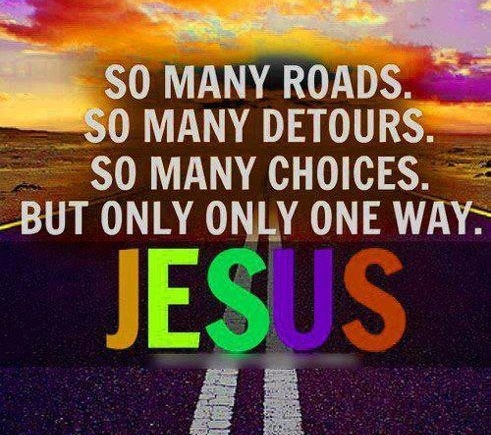 SO MANY ROADS.
SO MANY DETOURS.
SO MANY CHOICES.
BUT ONLY ONLY ONE WAY.
JESUS